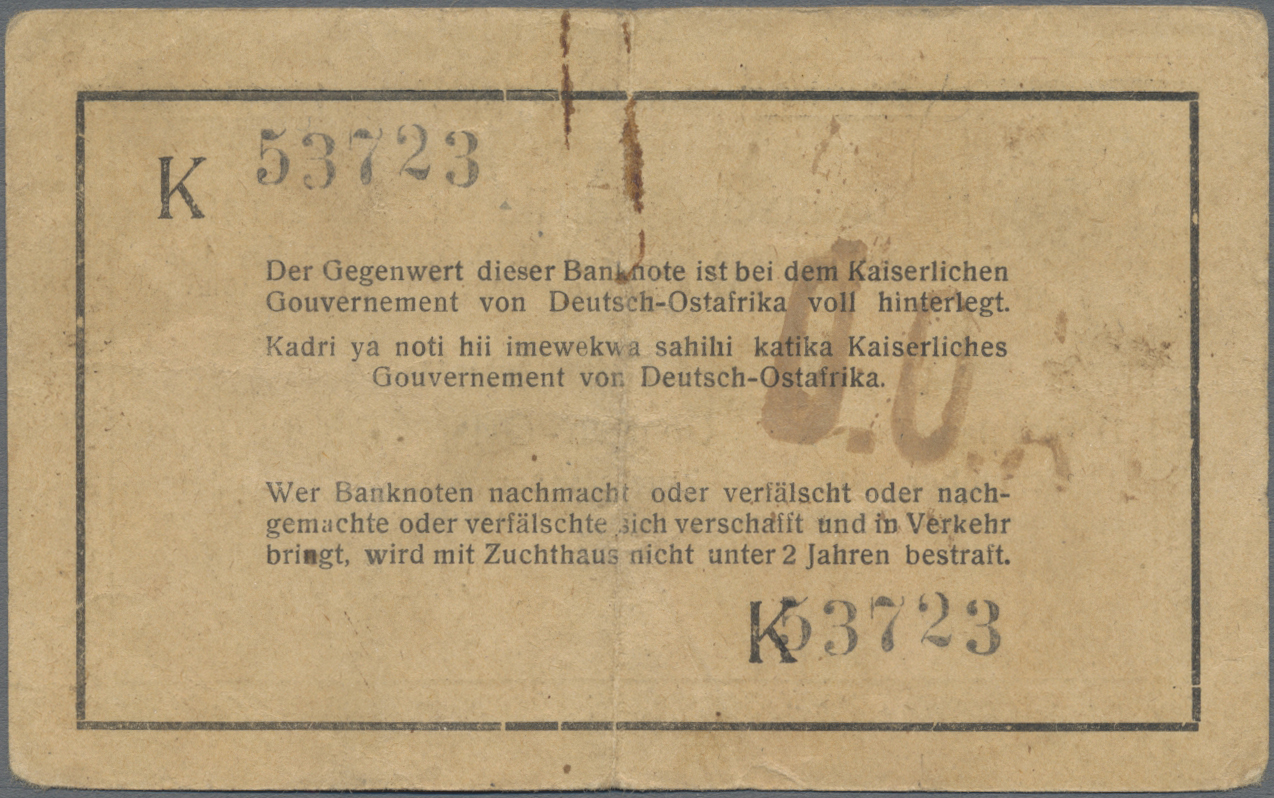 K 53723
Der Gegenwert dieser Banknote ist bei dem Kaiserlichen
Gouvernement von Deutsch-Ostafrika voll hinterlegt.
Kadri ya noti hii imewekwa sahihi katika Kaiserliches
Gouvernement von Deutsch-Ostafrika.
Wer Banknoten nachmacht oder verfälscht oder nach-
gemachte oder verfälschte sich verschafft und in Verkehr
bringt, wird mit Zuchthaus nicht unter 2 Jahren bestraft.
K 53723